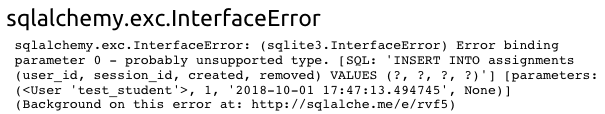 sqlalchemy.exc.InterfaceError
sqlalchemy.exc.InterfaceError: (sqlite3.InterfaceError) Error binding
parameter 0 - probably unsupported type. [SQL: 'INSERT INTO assignments
(user_id, session_id, created, removed) VALUES (?, ?, ?, ?)'] [parameters:
(<User 'test_student'>, 1, '2018-10-01 17:47:13.494745', None)]
(Background on this error at: http://sqlalche.me/e/rvf5)